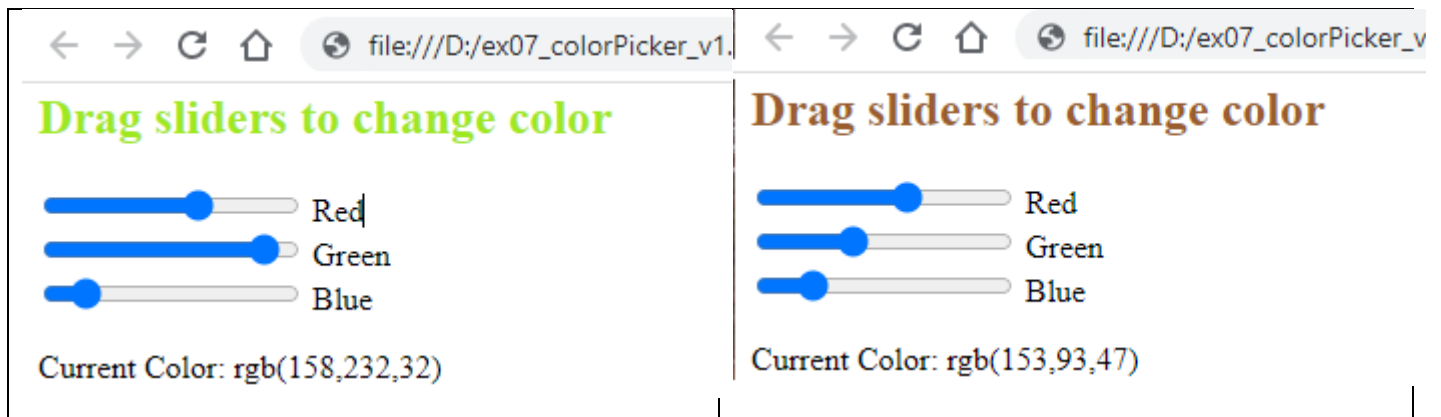 file:///D:/ex07_colorPicker_v1.
Drag sliders to change color
Red
Green
Blue
Current Color: rgb(158,232,32)
file:///D:/ex07_colorPicker_v
Drag sliders to change color
Red
Green
Blue
Current Color: rgb(153,93,47)